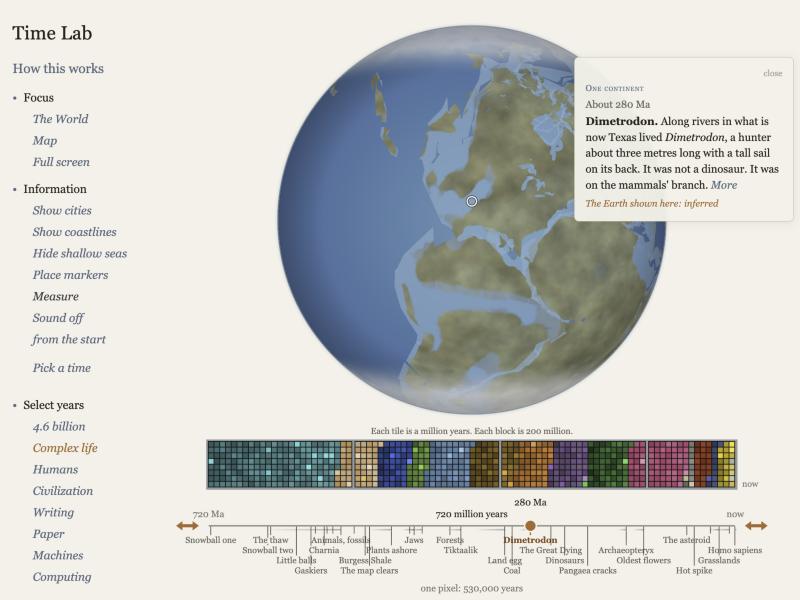 Time Lab
How this works
• Focus
The World
Map
Full screen
• Information
Show cities
Show coastlines
Hide shallow seas
Place markers
Measure
Sound off
from the start
Pick a time
• Select years
4.6 billion
Complex life
Humans
Civilization
Writing
Paper
Machines
Computing
close
One continent
About 280 Ma
Dimetrodon. Along rivers in what is
now Texas lived Dimetrodon, a hunter
about three metres long with a tall sail
on its back. It was not a dinosaur. It was
on the mammals' branch. More
The Earth shown here: inferred
Each tile is a million years. Each block is 200 million.
now
280 Ma
720 Ma 720 million years now
Snowball one The thaw Animals, fossils Jaws Forests Dimetrodon The asteroid
Snowball two Charnia Plants ashore Tiktaalik The Great Dying Archaeopteryx Homo sapiens
Little balls Burgess Shale Land egg Dinosaurs Oldest flowers Grasslands
Gaskiers The map clears Coal Pangaea cracks Hot spike
one pixel: 530,000 years